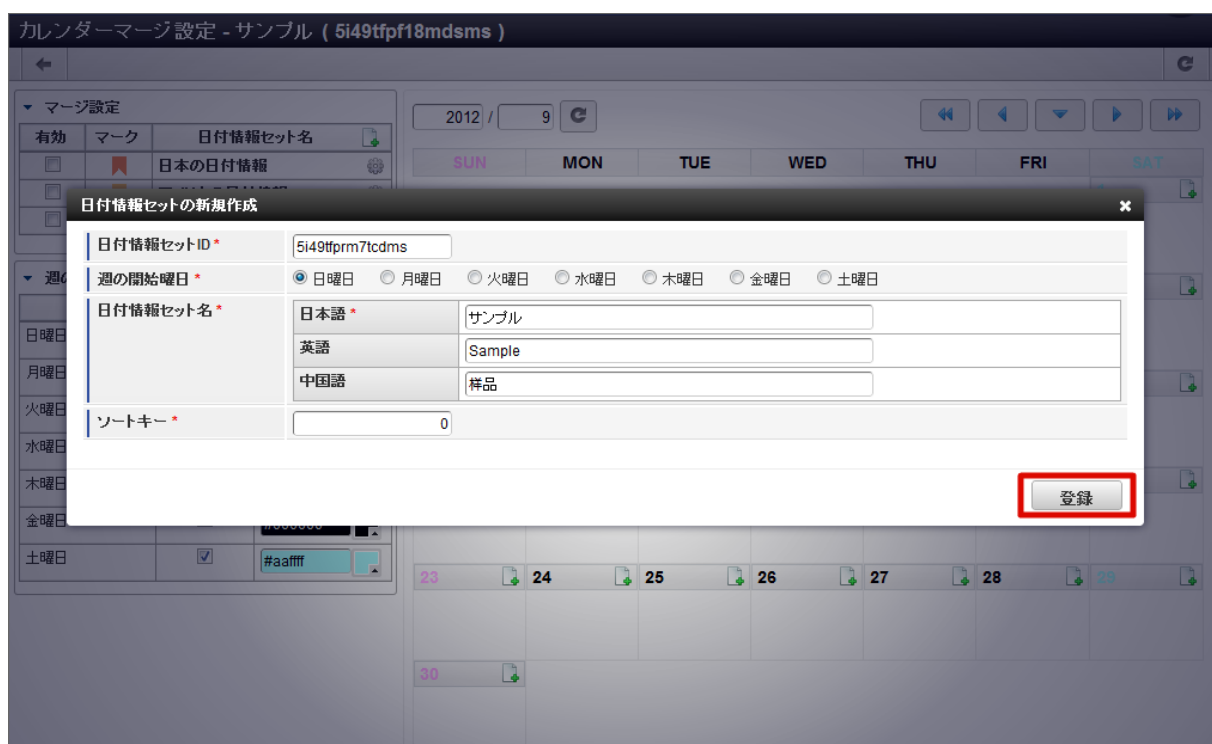 カレンダーマージ設定 - サンプル ( 5i49tfpf18mdsms )
マージ設定
2012 / 9
有効 マーク 日付情報セット名
日本の日付情報
SUN MON TUE WED THU FRI SAT
日付情報セットの新規作成
日付情報セットID *
5i49tfprm7tcdms
週の開始曜日 *
日曜日 月曜日 火曜日 水曜日 木曜日 金曜日 土曜日
日付情報セット名 *
日本語 *
サンプル
英語
Sample
中国語
样品
ソートキー *
0
登録
日曜日
月曜日
火曜日
水曜日
木曜日
金曜日
土曜日
#aaffff
23 24 25 26 27 28 29
30